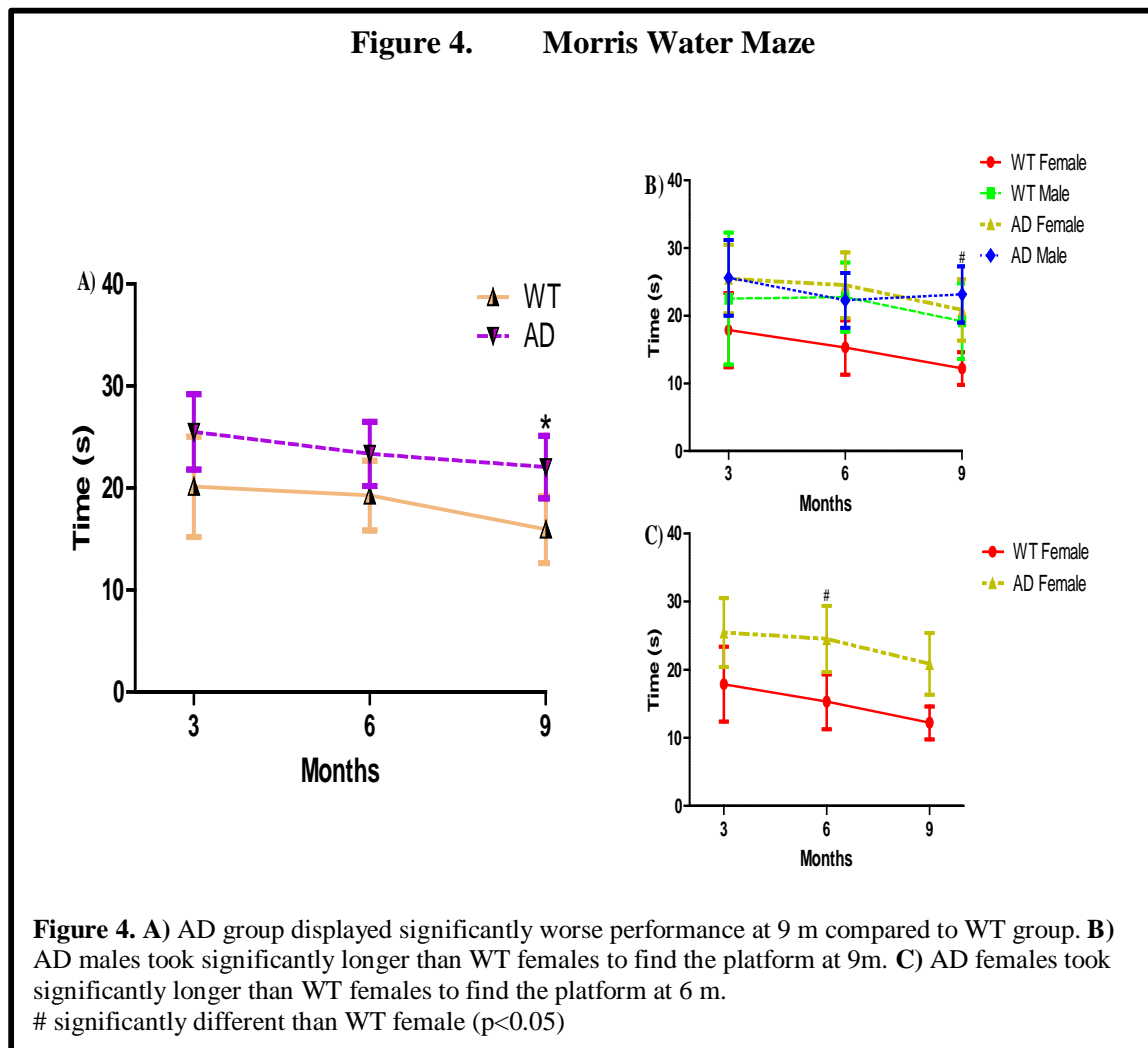 Figure 4. Morris Water Maze
A)
WT
AD
40
30
20
10
0
Time (s)
*
3 6 9
Months
B)
WT Female
WT Male
AD Female
AD Male
40
30
20
10
0
Time (s)
#
3 6 9
Months
C)
WT Female
AD Female
40
30
20
10
0
Time (s)
#
3 6 9
Months
Figure 4. A) AD group displayed significantly worse performance at 9 m compared to WT group. B)
AD males took significantly longer than WT females to find the platform at 9m. C) AD females took
significantly longer than WT females to find the platform at 6 m.
# significantly different than WT female (p<0.05)